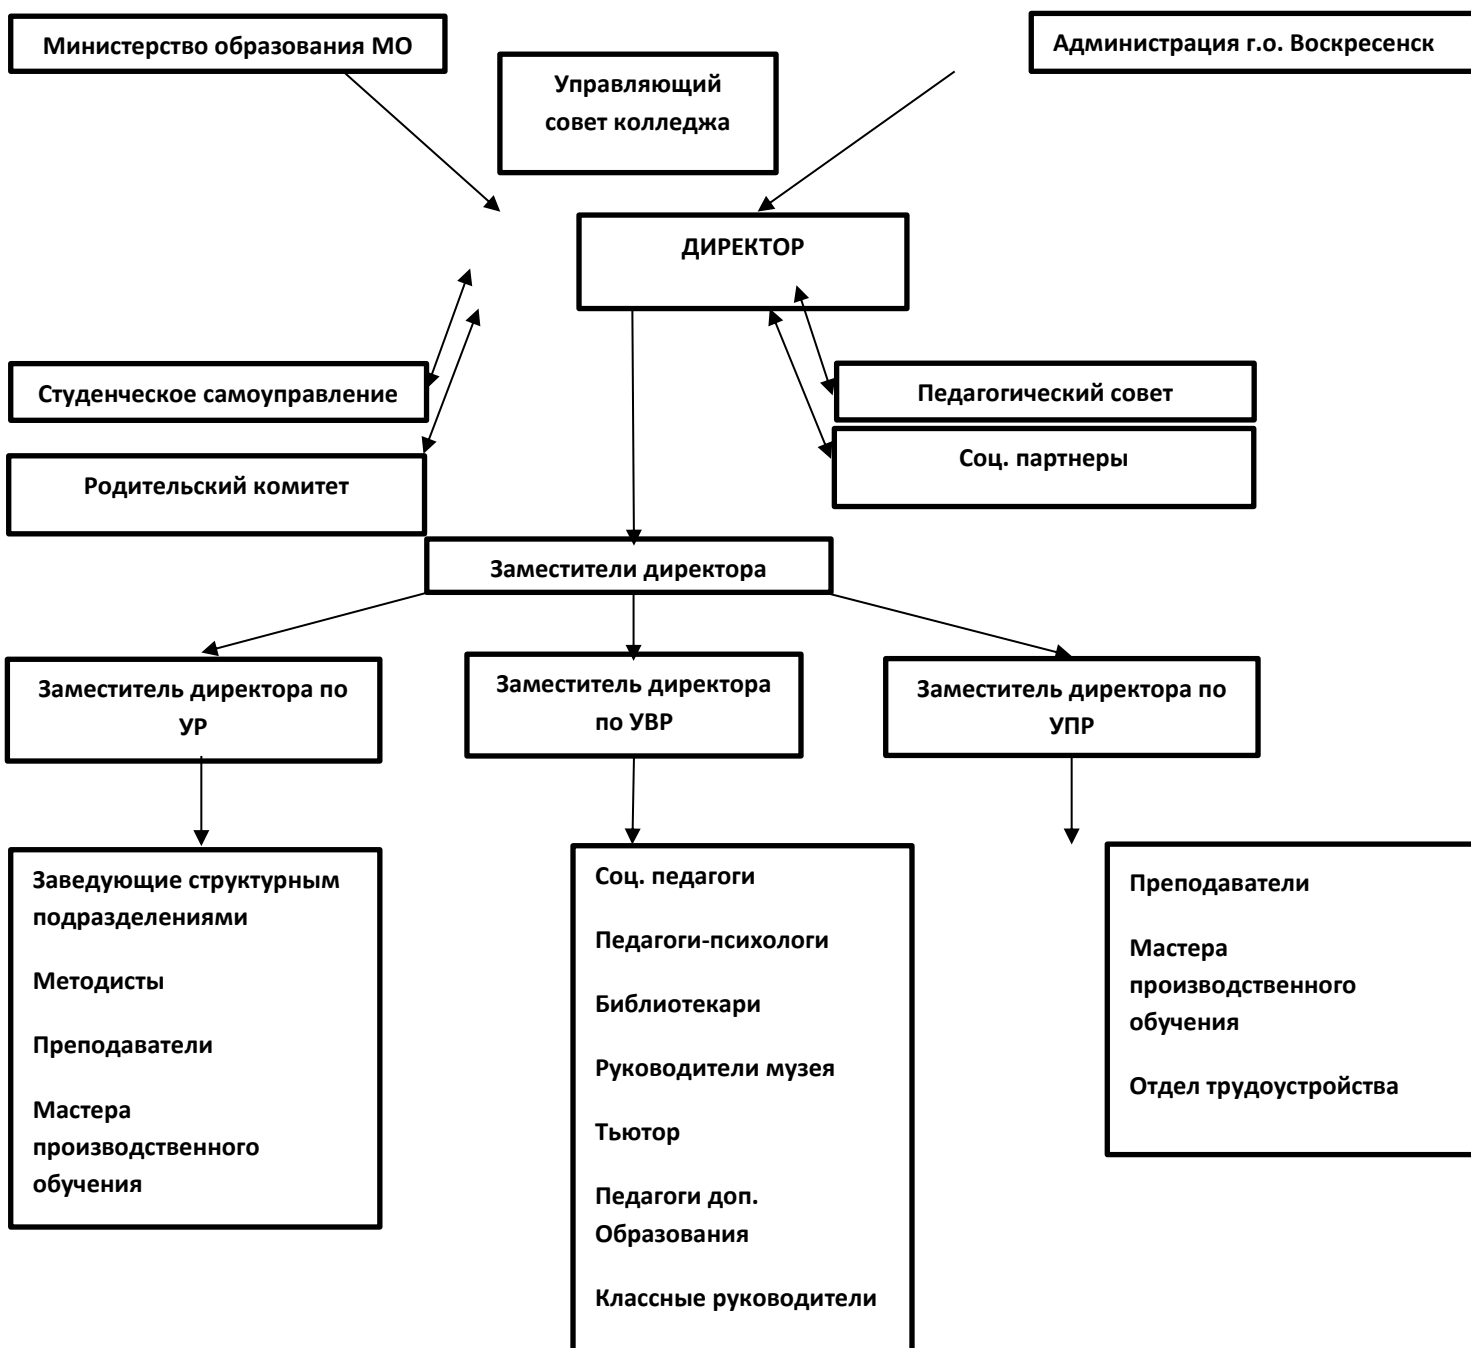 Министерство образования МО
Администрация г.о. Воскресенск
Управляющий
совет колледжа
ДИРЕКТОР
Студенческое самоуправление
Педагогический совет
Родительский комитет
Соц. партнеры
Заместители директора
Заместитель директора по
УР
Заместитель директора
по УВР
Заместитель директора по
УПР
Заведующие структурным
подразделениями
Методисты
Преподаватели
Мастера
производственного
обучения
Соц. педагоги
Педагоги-психологи
Библиотекари
Руководители музея
Тьютор
Педагоги доп.
Образования
Классные руководители
Преподаватели
Мастера
производственного
обучения
Отдел трудоустройства